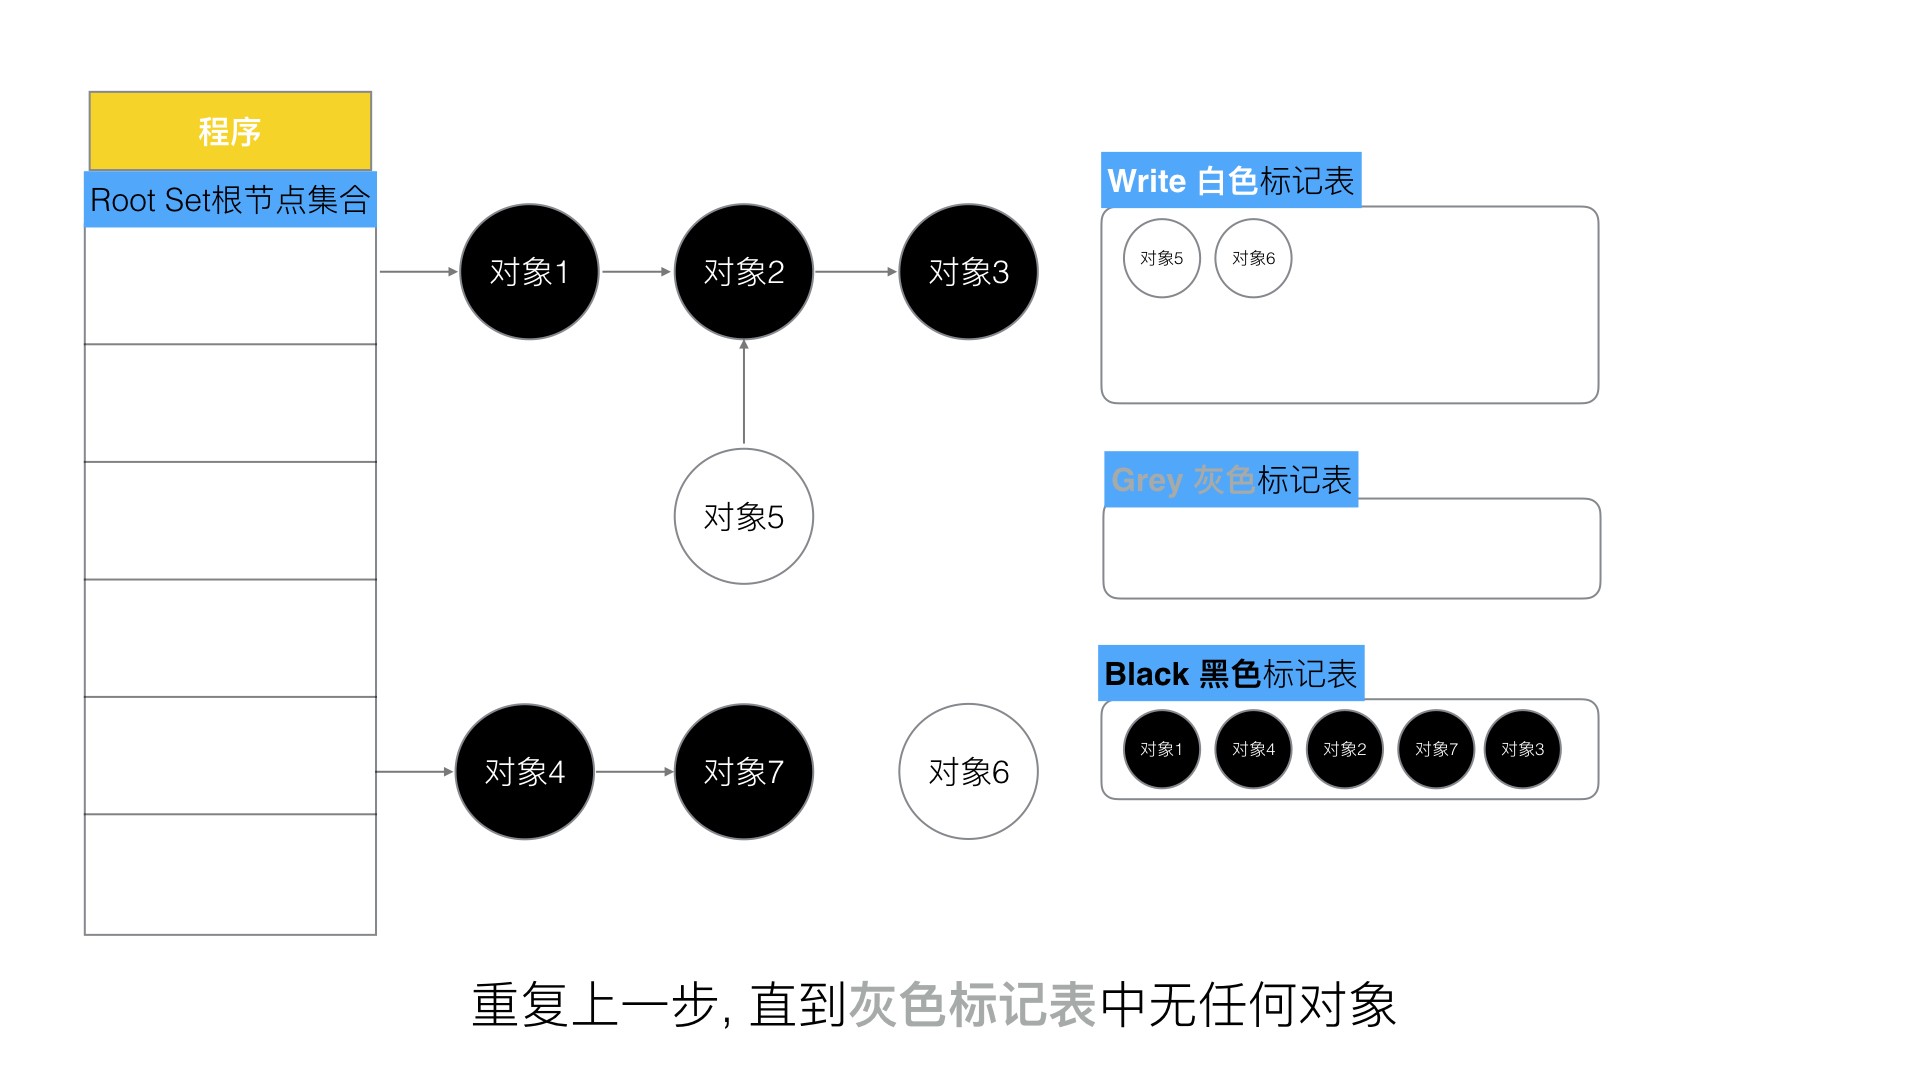 程序
Root Set根节点集合
对象1
对象2
对象3
对象5
对象4
对象7
对象6
Write 白色标记表
对象5
对象6
Grey 灰色标记表
Black 黑色标记表
对象1
对象4
对象2
对象7
对象3
重复上一步, 直到灰色标记表中无任何对象